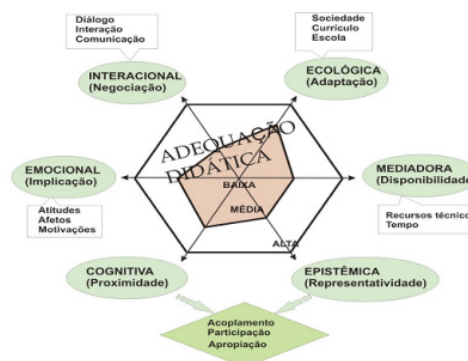 Diálogo
Interação
Comunicação
Sociedade
Currículo
Escola
INTERACIONAL
(Negociação)
ECOLÓGICA
(Adaptação)
ADEQUAÇÃO
DIDÁTICA
EMOCIONAL
(Implicação)
BAIXA
MEDIADORA
(Disponibilidade
Atitudes
Afetos
Motivações
MÉDIA
Recursos técnico
Tempo
ALTA
COGNITIVA
(Proximidade)
EPISTÊMICA
(Representatividade)
Acoplamento
Participação
Apropiação